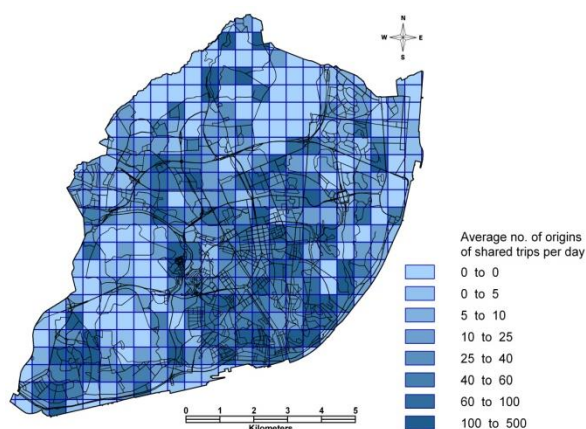 N
W E
S
Average no. of origins
of shared trips per day
0 to 0
0 to 5
5 to 10
10 to 25
25 to 40
40 to 60
60 to 100
100 to 500
0 1 2 3 4 5
Kilometers